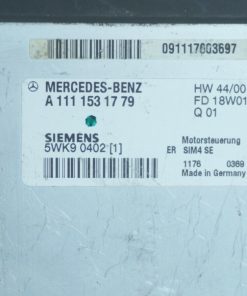 0911170G3697
MERCEDES-BENZ
A 111 153 17 79
HW 44/00
FD 18W01
Q 01
SIEMENS
5WK9 0402 [1]
Motorsteuerung
ER SIM4 SE
1176 0369
Made in Germany